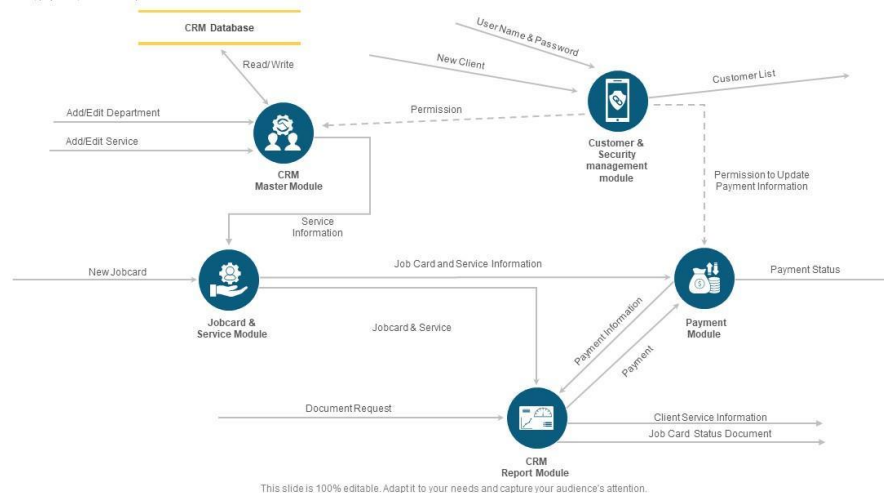 CRM Database
User Name & Password
Read/Write
New Client
Customer List
Add/Edit Department
Permission
Add/Edit Service
Customer &
Security
management
module
CRM
Master Module
Permission to Update
Payment Information
Service
Information
New Jobcard
Job Card and Service Information
Payment Status
Jobcard &
Service Module
Jobcard & Service
Payment Information
Payment
Payment
Module
Document Request
Client Service Information
Job Card Status Document
CRM
Report Module
This slide is 100% editable. Adapt it to your needs and capture your audience's attention.